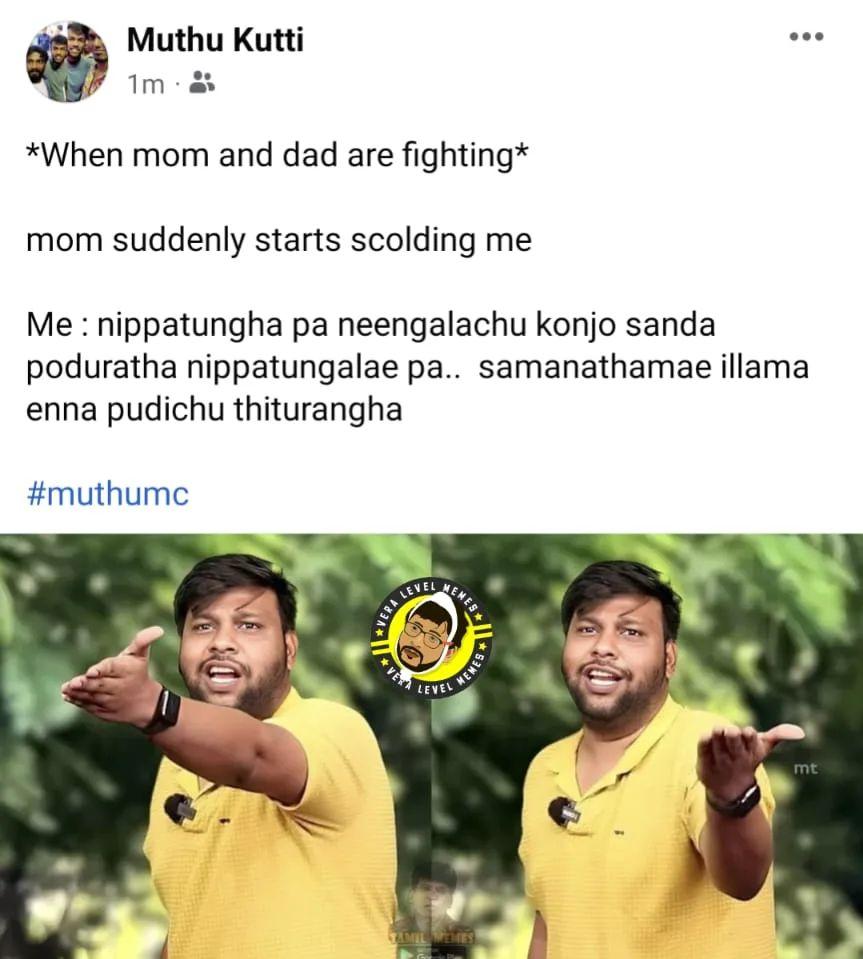 Muthu Kutti
1m ·
*When mom and dad are fighting*
mom suddenly starts scolding me
Me : nippatungha pa neengalachu konjo sanda
poduratha nippatungalae pa.. samanathamae illama
enna pudichu thiturangha
#muthumc
VERA LEVEL MEMES
VERA LEVEL MEMES
mt
TAMIL MEMES